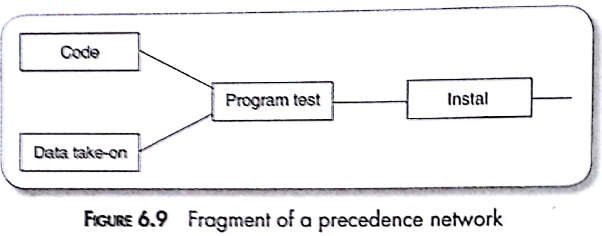 Code
Program test
Instal
Data take-on
FIGURE 6.9 Fragment of a precedence network